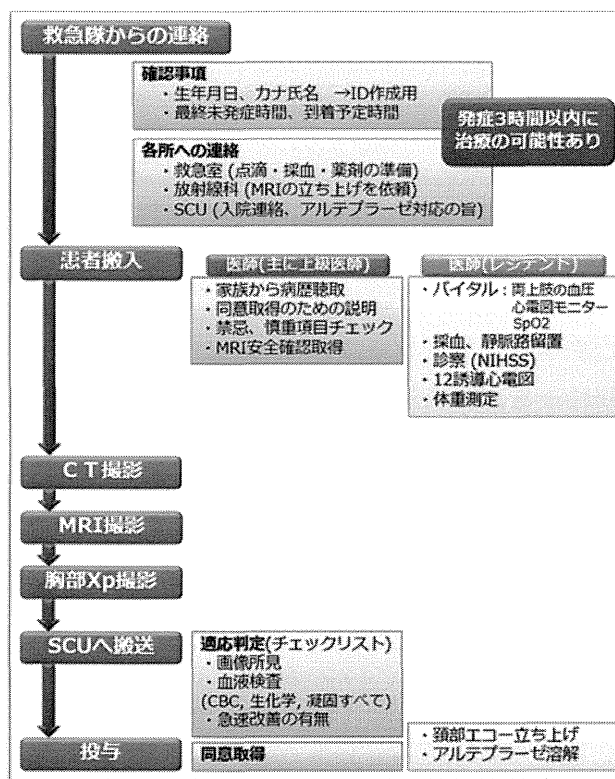 救急隊からの連絡
確認事項
・生年月日、カナ氏名　→ID作成用
・最終未発症時間、到着予定時間
発症3時間以内に
治療の可能性あり
各所への連絡
・救急室 (点滴・採血・薬剤の準備)
・放射線科 (MRIの立ち上げを依頼)
・SCU (入院連絡、アルテプラーゼ対応の旨)
患者搬入
医師(主に上級医師)
・家族から病歴聴取
・同意取得のための説明
・禁忌、慎重項目チェック
・MRI安全確認取得
医師(レジデント)
・バイタル：両上肢の血圧
心電図モニター
SpO2
・採血、静脈路留置
・診察 (NIHSS)
・12誘導心電図
・体重測定
ＣＴ撮影
MRI撮影
胸部Xp撮影
SCUへ搬送
適応判定(チェックリスト)
・画像所見
・血液検査
(CBC, 生化学, 凝固すべて)
・急速改善の有無
投与
同意取得
・頚部エコー立ち上げ
・アルテプラーゼ溶解